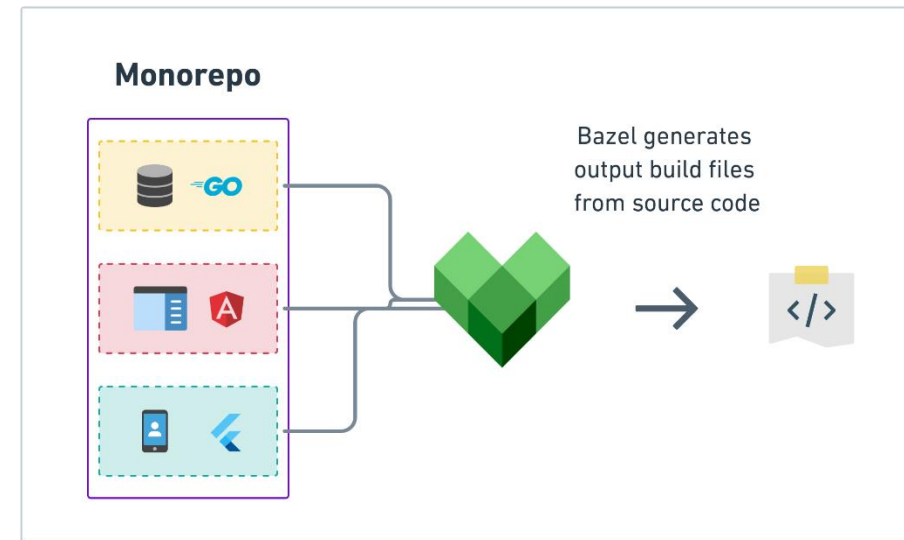 Monorepo
GO
A
Bazel generates
output build files
from source code
</>